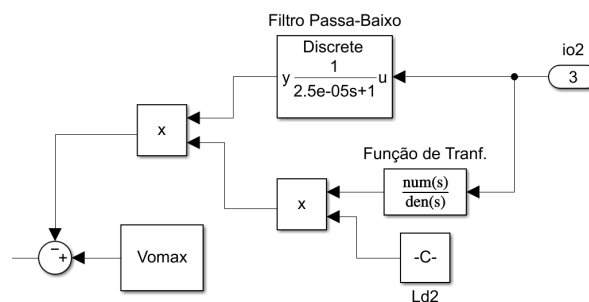 Filtro Passa-Baixo
Discrete
y 1 u
2.5e-05s+1
io2
3
x
Função de Tranf.
num(s)
den(s)
x
-
+
Vomax
-C-
Ld2